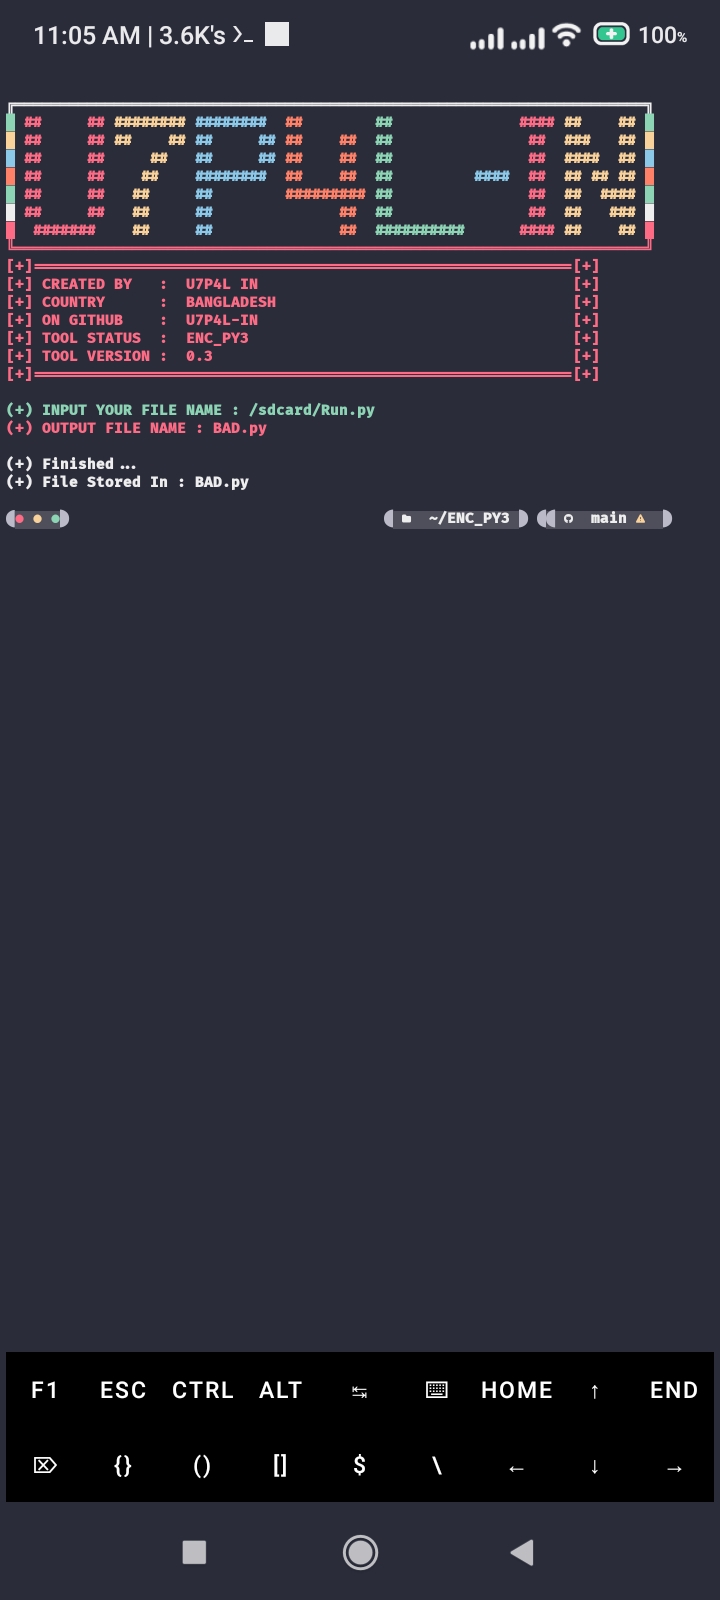 11:05 AM | 3.6K's 100%
U7P4L-IN
[+]══════════════════════════[+]
[+] CREATED BY : U7P4L IN [+]
[+] COUNTRY : BANGLADESH [+]
[+] ON GITHUB : U7P4L-IN [+]
[+] TOOL STATUS : ENC_PY3 [+]
[+] TOOL VERSION : 0.3 [+]
[+]══════════════════════════[+]
(+) INPUT YOUR FILE NAME : /sdcard/Run.py
(+) OUTPUT FILE NAME : BAD.py
(+) Finished ...
(+) File Stored In : BAD.py
~/ENC_PY3 main
F1 ESC CTRL ALT ↹ HOME ↑ END
{} () [] $ \ ← ↓ →